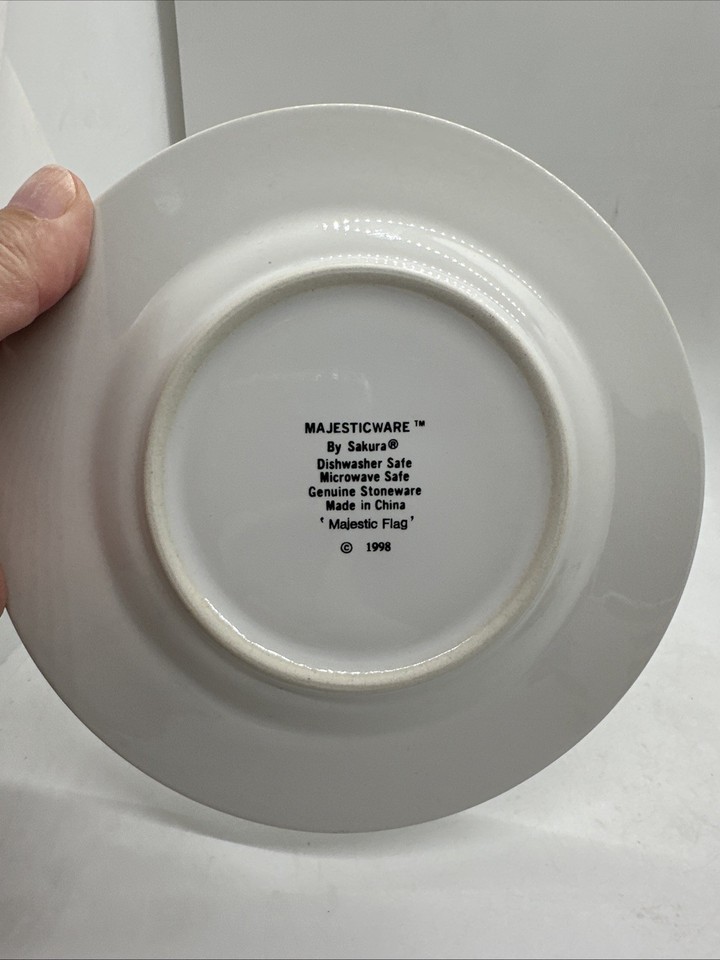 MAJESTICWARE ™
By Sakura®
Dishwasher Safe
Microwave Safe
Genuine Stoneware
Made in China
‘ Majestic Flag ’
© 1998